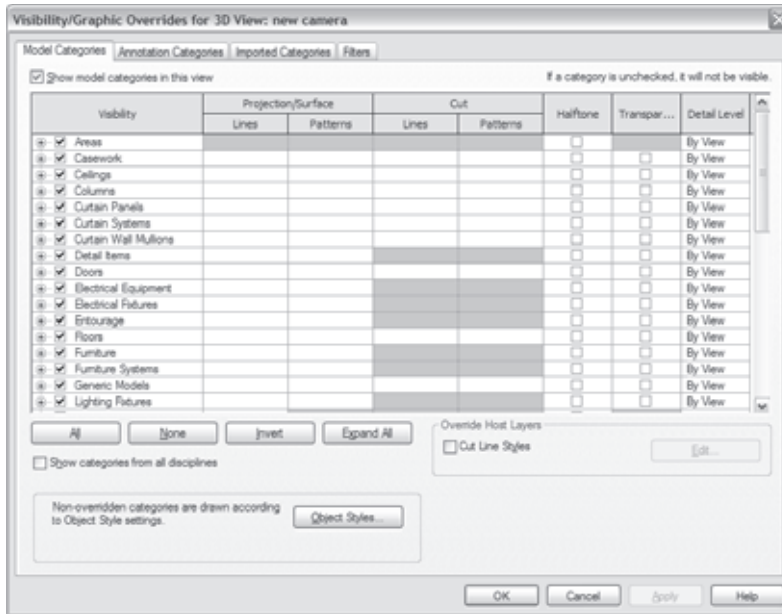 Visibility/Graphic Overrides for 3D View: new camera
Model Categories Annotation Categories Imported Categories Filters
Show model categories in this view If a category is unchecked, it will not be visible.
Visibility Projection/Surface Cut Halftone Transpar... Detail Level
Lines Patterns Lines Patterns
Areas By View
Casework By View
Ceilings By View
Columns By View
Curtain Panels By View
Curtain Systems By View
Curtain Wall Mullions By View
Detail Items By View
Doors By View
Electrical Equipment By View
Electrical Fixtures By View
Entourage By View
Floors By View
Furniture By View
Furniture Systems By View
Generic Models By View
Lighting Fixtures By View
All None Invert Expand All
Override Host Layers
Cut Line Styles Edit...
Show categories from all disciplines
Non-overridden categories are drawn according
to Object Style settings.
Object Styles...
OK Cancel Apply Help